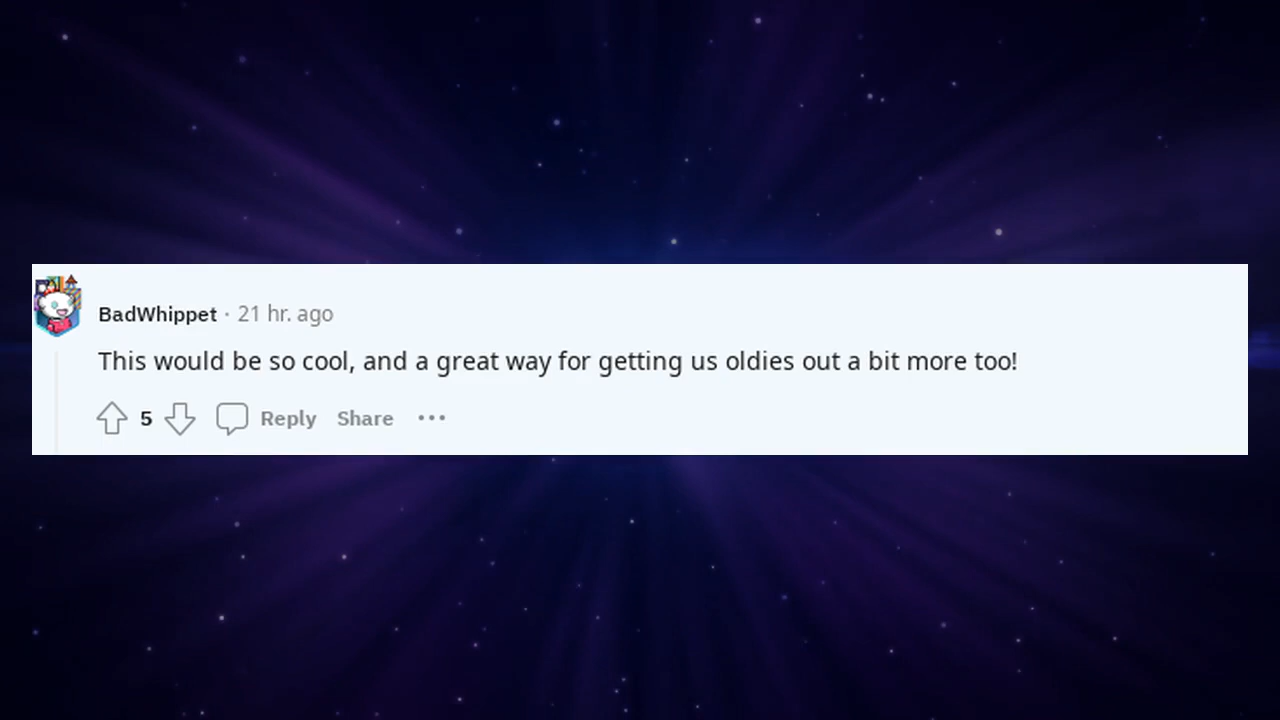 BadWhippet · 21 hr. ago
This would be so cool, and a great way for getting us oldies out a bit more too!
5 Reply Share ···